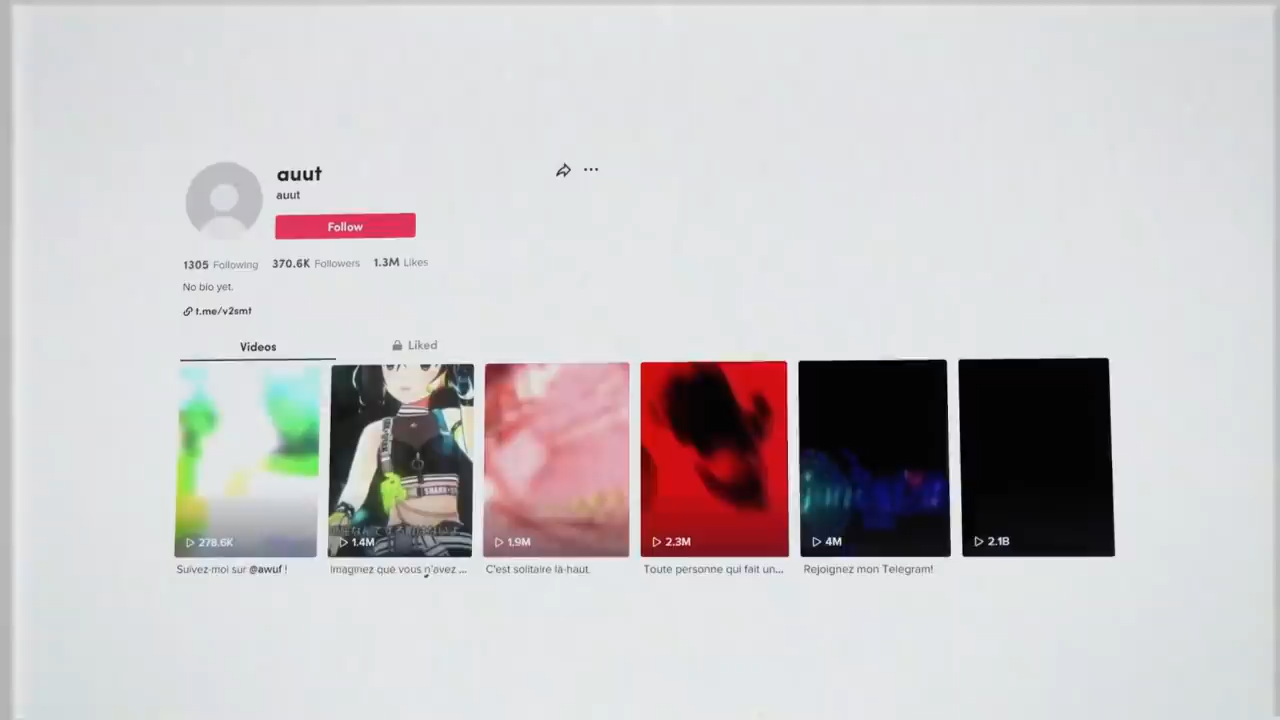 auut
auut
Follow
1305 Following 370.6K Followers 1.3M Likes
No bio yet.
t.me/v2smt
Videos Liked
SHARK
278.6K 1.4M 1.9M 2.3M 4M 2.1B
Suivez-moi sur @awuf ! Imaginez que vous n'avez ... C'est solitaire là-haut. Toute personne qui fait un... Rejoignez mon Telegram!